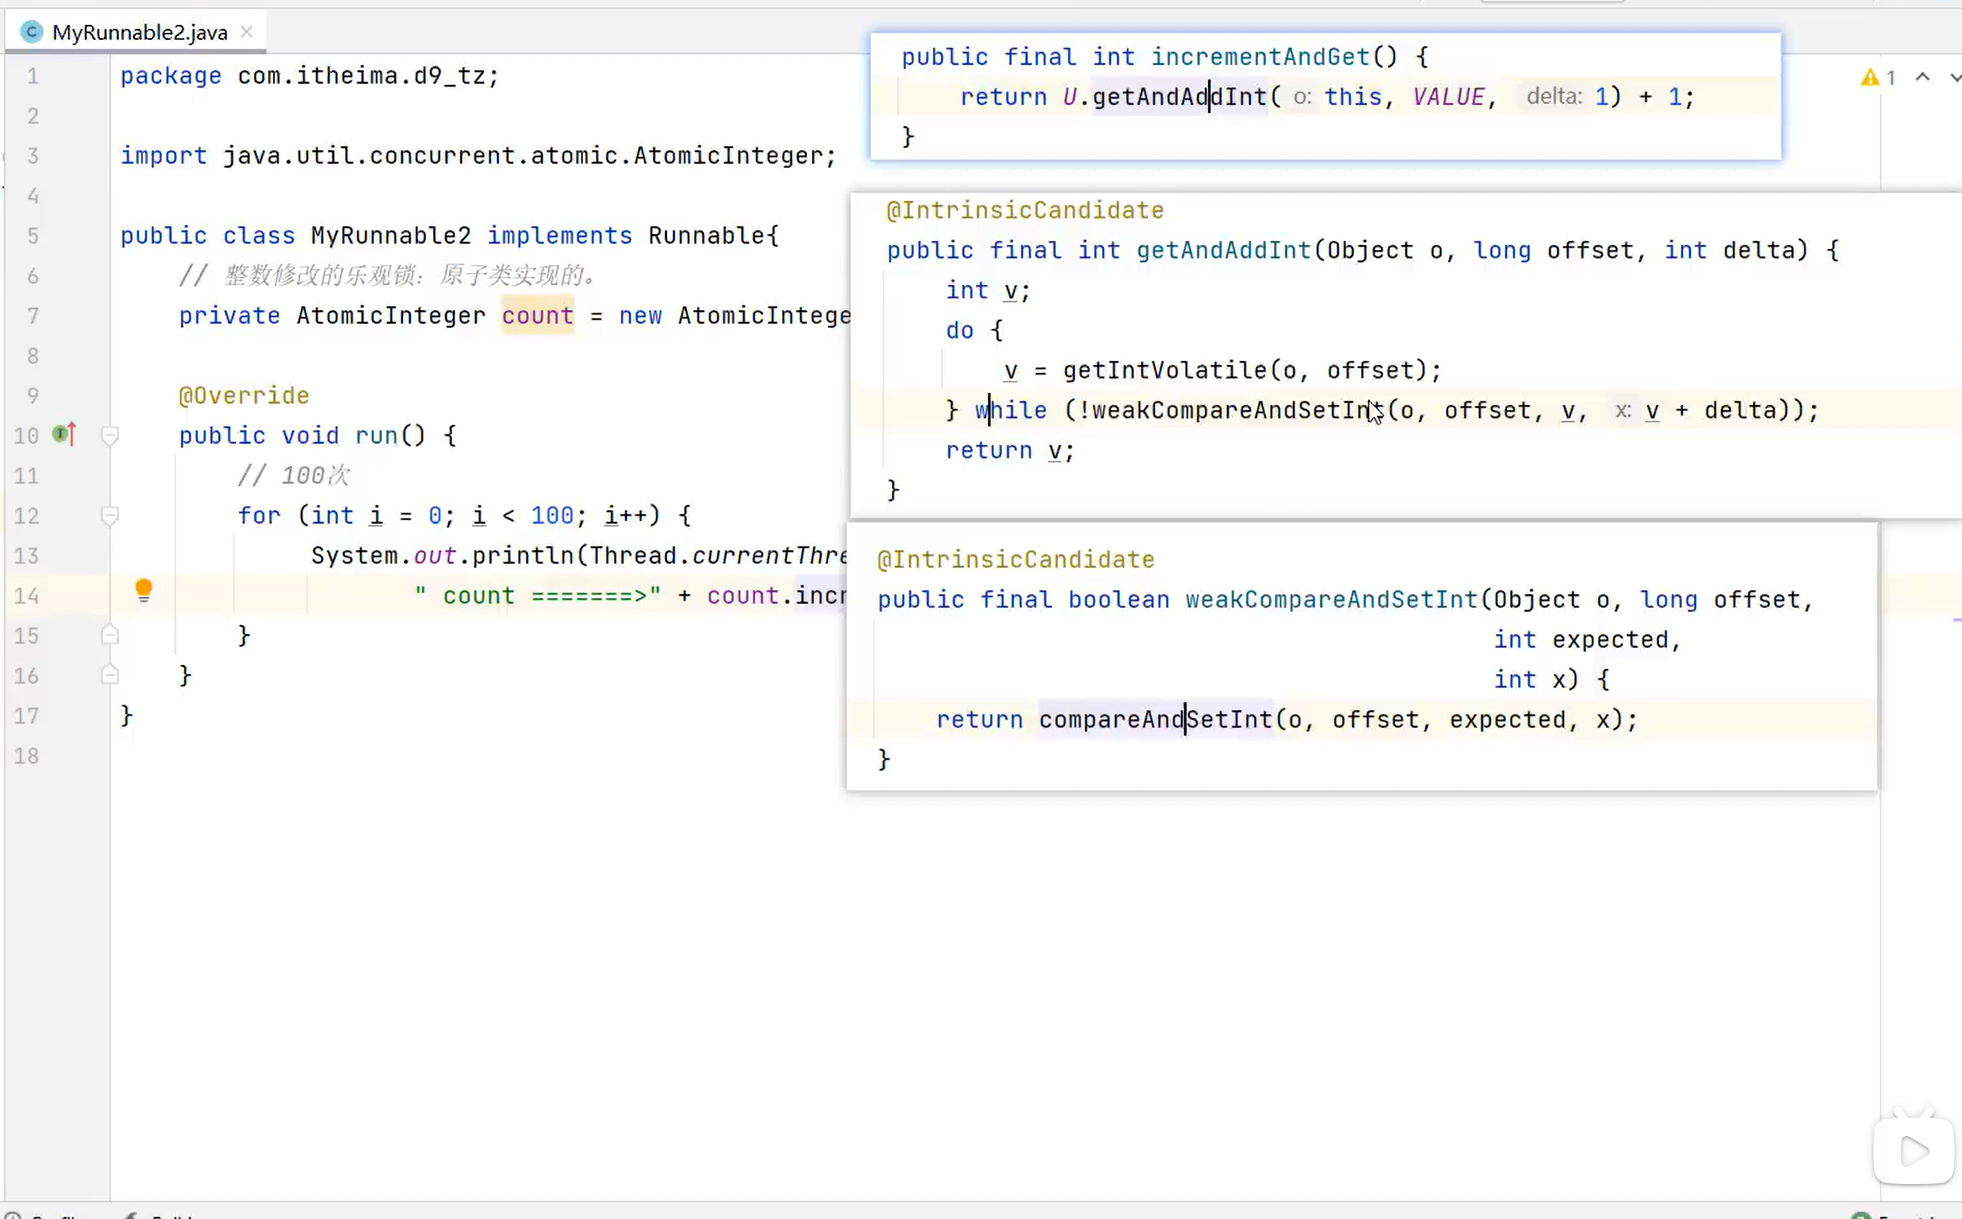 MyRunnable2.java
1 package com.itheima.d9_tz;
2
3 import java.util.concurrent.atomic.AtomicInteger;
4
5 public class MyRunnable2 implements Runnable{
6 // 整数修改的乐观锁：原子类实现的。
7 private AtomicInteger count = new AtomicIntege
8
9 @Override
10 public void run() {
11 // 100次
12 for (int i = 0; i < 100; i++) {
13 System.out.println(Thread.currentThre
14 " count =======>" + count.incr
15 }
16 }
17 }
18
public final int incrementAndGet() {
return U.getAndAddInt( o: this, VALUE, delta: 1) + 1;
}
1
@IntrinsicCandidate
public final int getAndAddInt(Object o, long offset, int delta) {
int v;
do {
v = getIntVolatile(o, offset);
} while (!weakCompareAndSetInt(o, offset, v, x: v + delta));
return v;
}
@IntrinsicCandidate
public final boolean weakCompareAndSetInt(Object o, long offset,
int expected,
int x) {
return compareAndSetInt(o, offset, expected, x);
}